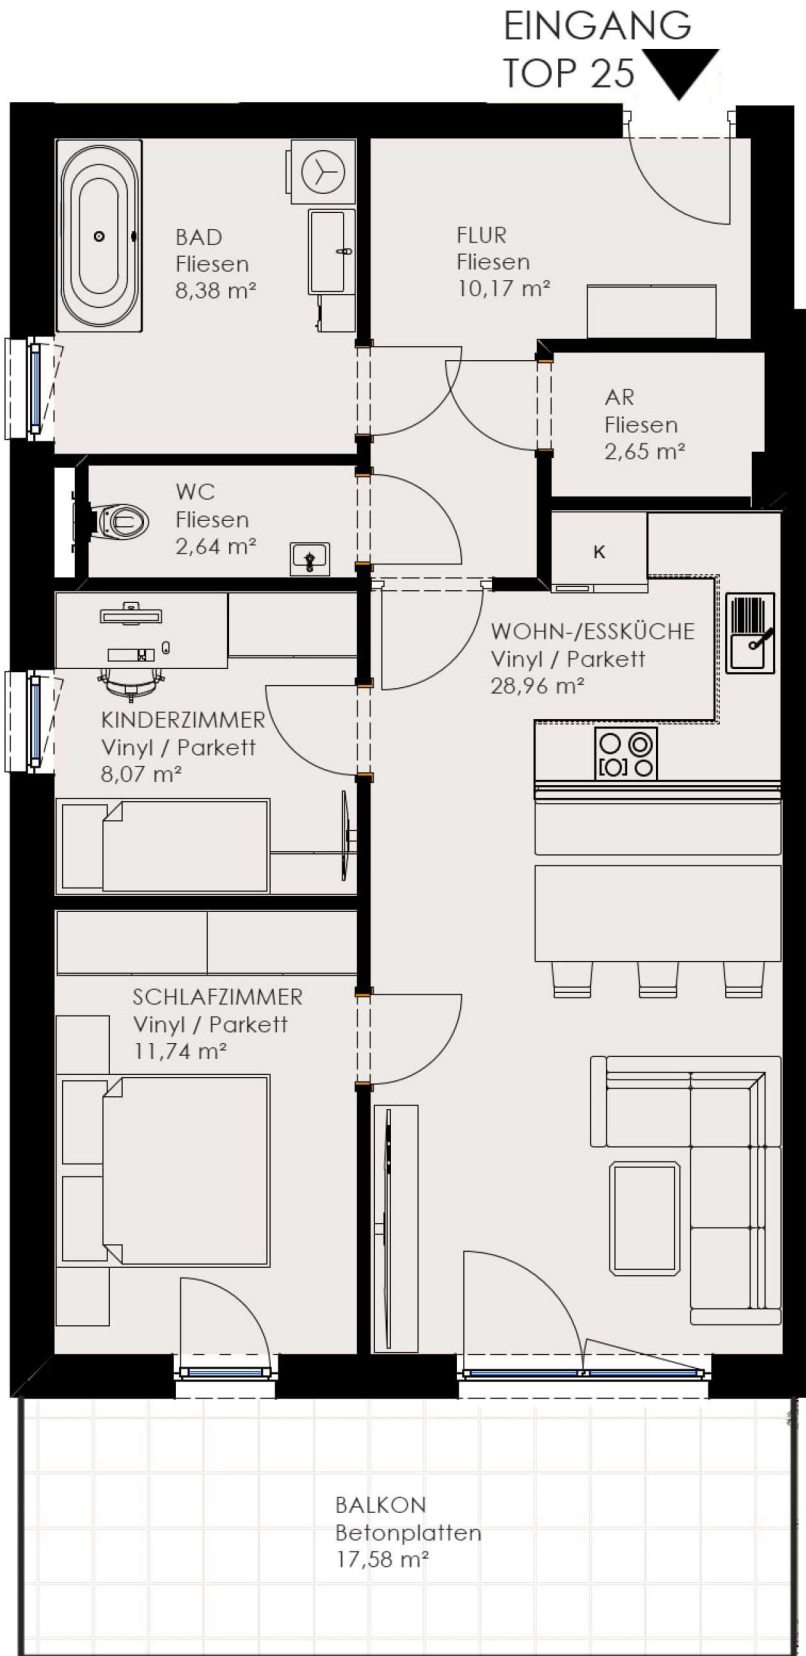 EINGANG
TOP 25
BAD
Fliesen
8,38 m²
FLUR
Fliesen
10,17 m²
AR
Fliesen
2,65 m²
WC
Fliesen
2,64 m²
K
WOHN-/ESSKÜCHE
Vinyl / Parkett
28,96 m²
KINDERZIMMER
Vinyl / Parkett
8,07 m²
SCHLAFZIMMER
Vinyl / Parkett
11,74 m²
BALKON
Betonplatten
17,58 m²